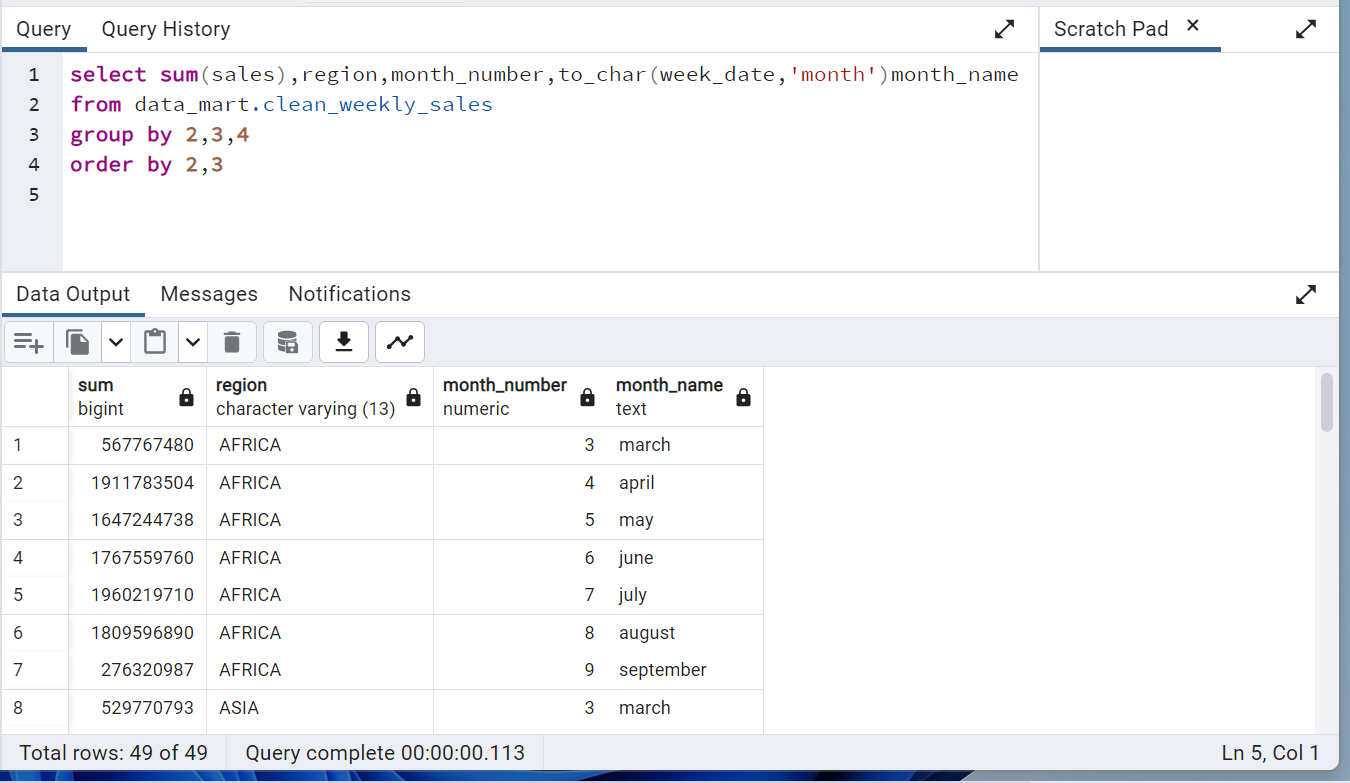 Query Query History Scratch Pad ×
1 select sum(sales),region,month_number,to_char(week_date,'month')month_name
2 from data_mart.clean_weekly_sales
3 group by 2,3,4
4 order by 2,3
5
Data Output Messages Notifications
sum region month_number month_name
bigint character varying (13) numeric text
1 567767480 AFRICA 3 march
2 1911783504 AFRICA 4 april
3 1647244738 AFRICA 5 may
4 1767559760 AFRICA 6 june
5 1960219710 AFRICA 7 july
6 1809596890 AFRICA 8 august
7 276320987 AFRICA 9 september
8 529770793 ASIA 3 march
Total rows: 49 of 49 Query complete 00:00:00.113 Ln 5, Col 1